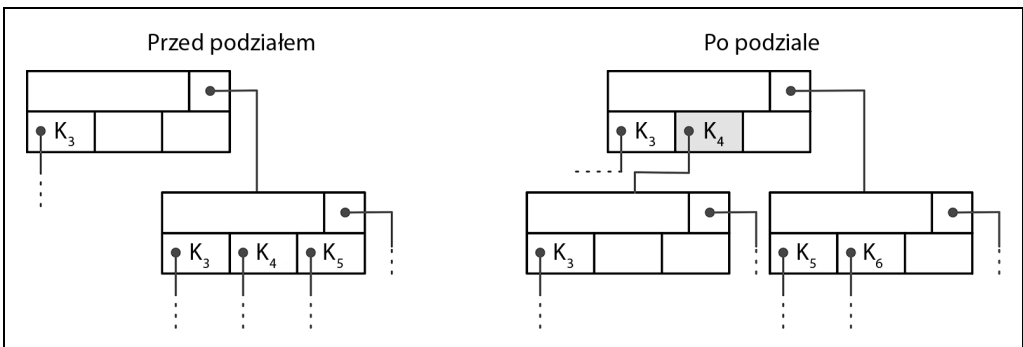 Przed podziałem
Po podziale
K3
K3 K4
K3 K4 K5
K3
K5 K6